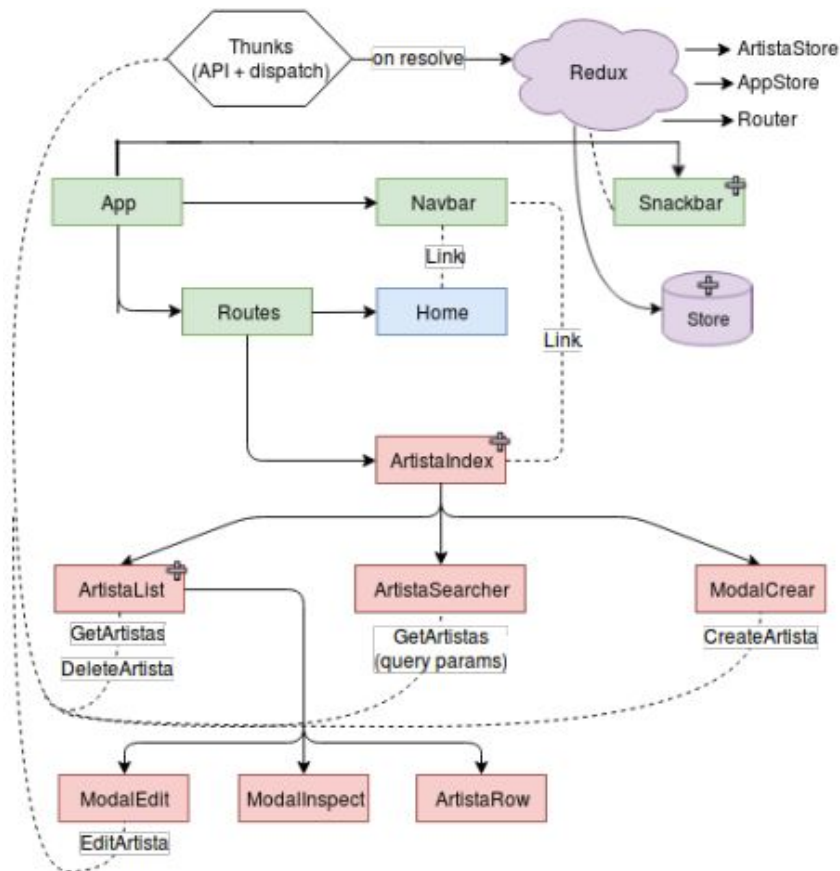 Thunks
(API + dispatch)
on resolve
Redux
ArtistaStore
AppStore
Router
App
Navbar
Snackbar
Link
Routes
Home
Store
Link
ArtistaIndex
ArtistaList
ArtistaSearcher
ModalCrear
GetArtistas
DeleteArtista
GetArtistas
(query params)
CreateArtista
ModalEdit
ModalInspect
ArtistaRow
EditArtista